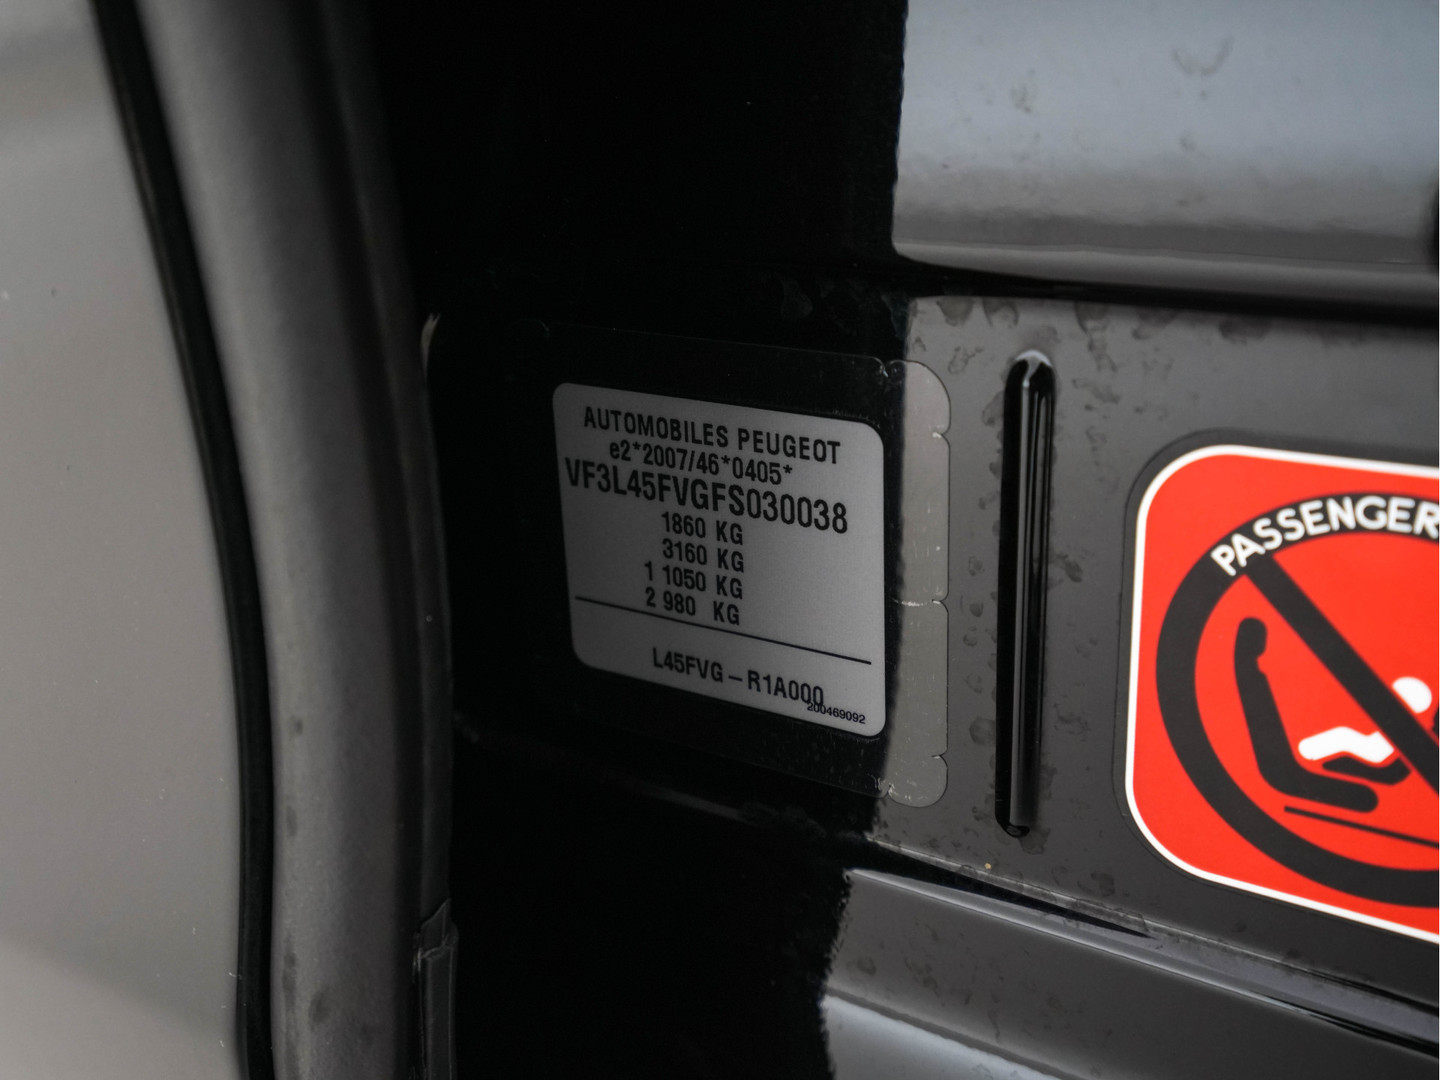 AUTOMOBILES PEUGEOT
e2*2007/46*0405*
VF3L45FVGFS030038
1860 KG
3160 KG
1 1050 KG
2 980 KG
L45FVG – R1A000
200469092
PASSENGER